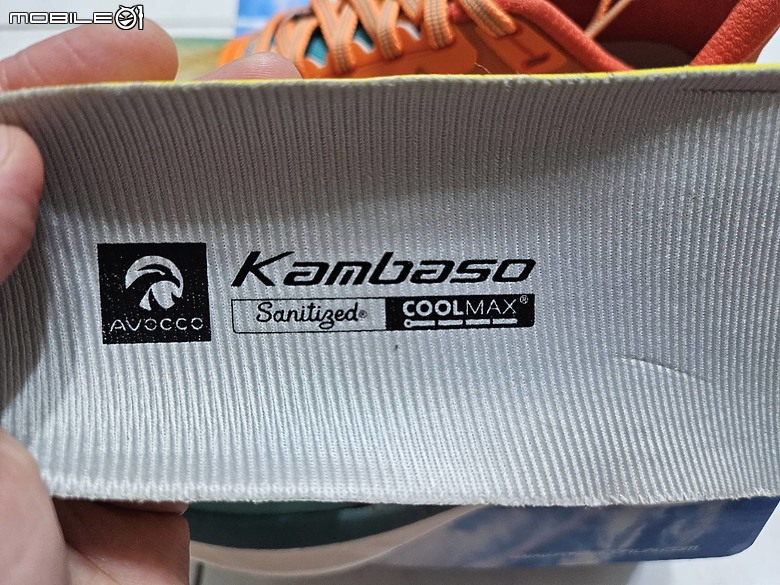 MOBILE01
AVOCCO
Kambaso
Sanitized®
COOLMAX®